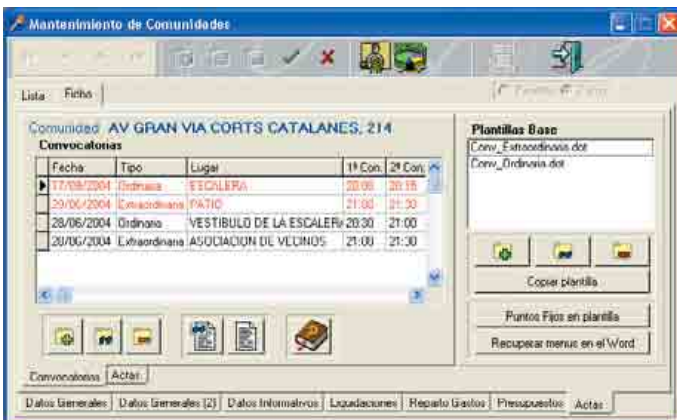 Mantenimiento de Comunidades
Lista Ficha
Comunidad AV GRAN VIA CORTS CATALANES, 214
Convocatorias
Fecha Tipo Lugar 1ª Con. 2ª Con.
17/09/2004 Ordinaria ESCALERA 20:00 20:15
29/06/2004 Extraordinaria PATIO 21:00 21:30
28/06/2004 Ordinaria VESTIBULO DE LA ESCALERA 20:30 21:00
28/06/2004 Extraordinaria ASOCIACION DE VECINOS 21:00 21:30
Plantillas Base
Conv_Extraordinaria.dot
Conv_Ordinaria.dot
Copiar plantilla
Puntos Fijos en plantilla
Recuperar menus en el Word
Convocatorias Actas
Datos Generales Datos Generales (2) Datos Informativos Liquidaciones Reparto Gastos Presupuestos Actas